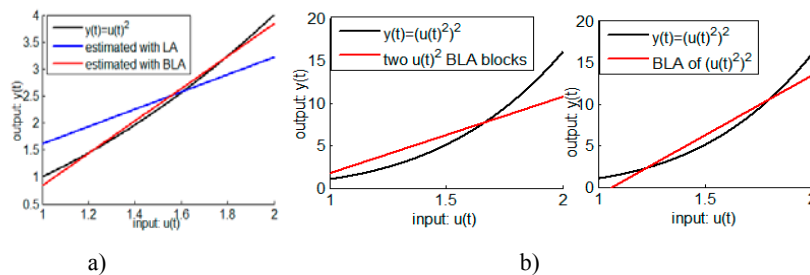 4
3.5
3
2.5
2
1.5
1
0.5
y(t)=u(t)²
estimated with LA
estimated with BLA
output: y(t)
1 1.2 1.4 1.6 1.8 2
input: u(t)
a)
20
15
10
5
0
y(t)=(u(t)²)²
two u(t)² BLA blocks
output: y(t)
1 1.5 2
input: u(t)
20
15
10
5
0
y(t)=(u(t)²)²
BLA of (u(t)²)²
output: y(t)
1 1.5 2
input: u(t)
b)